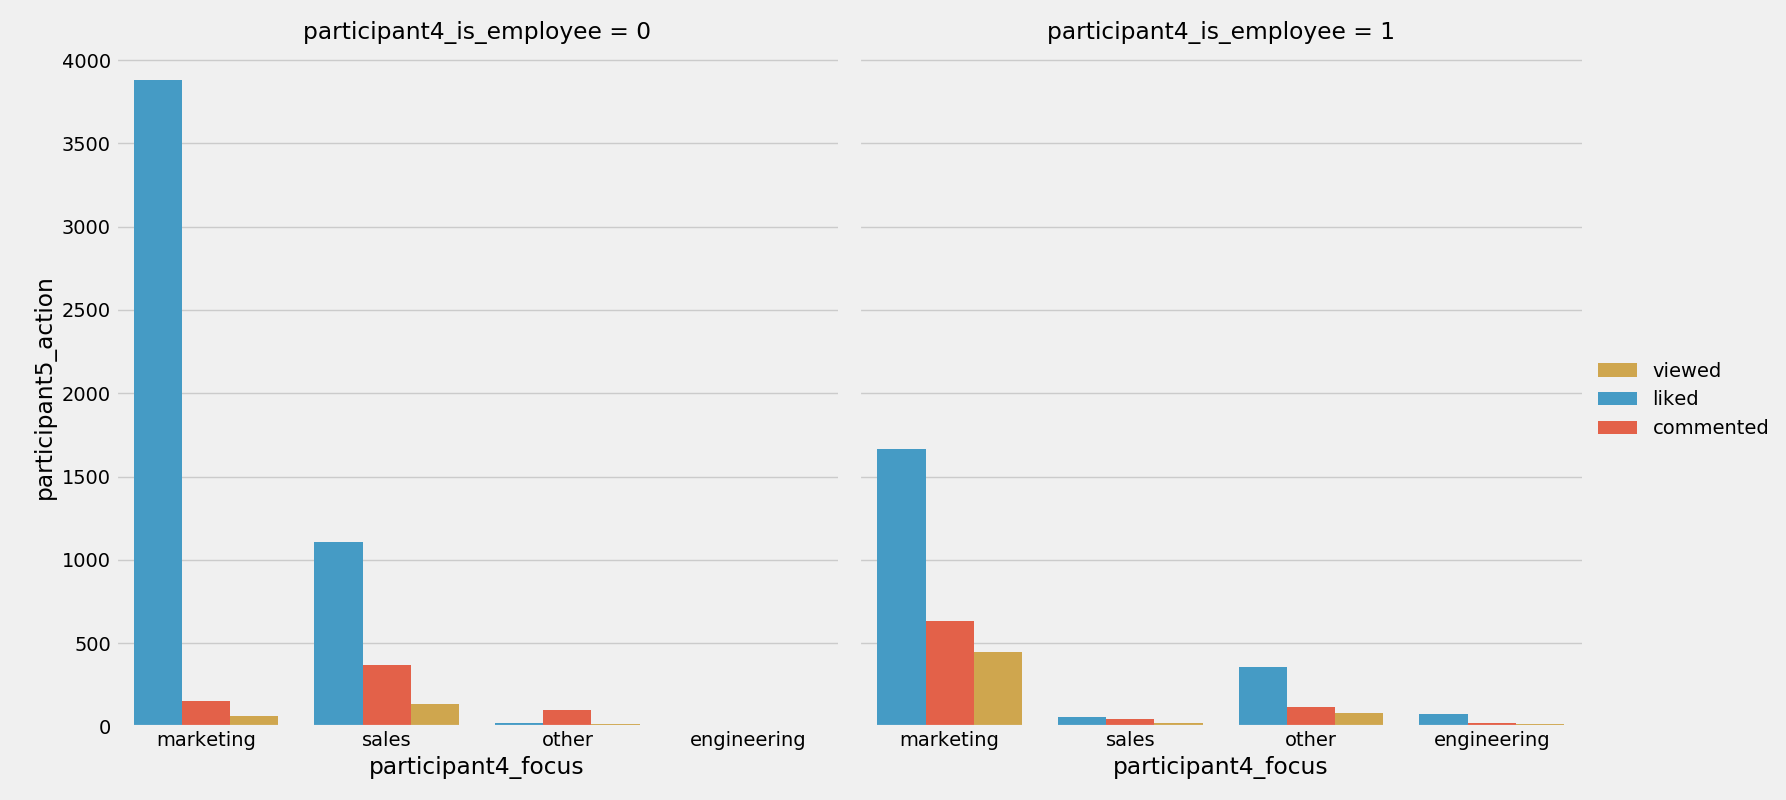 participant4_is_employee = 0
participant4_is_employee = 1
participant5_action
4000
3500
3000
2500
2000
1500
1000
500
0
marketing sales other engineering
marketing sales other engineering
participant4_focus
participant4_focus
viewed
liked
commented